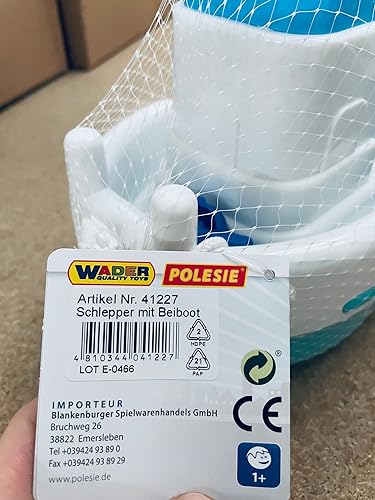 WADER
QUALITY TOYS
POLESIE®
Artikel Nr. 41227
Schlepper mit Beiboot
4 810344 041227
LOT E-0466
2
HDPE
21
PAP
IMPORTEUR
Blankenburger Spielwarenhandels GmbH
Bruchweg 26
38822 Emersleben
Tel +039424 93 89 0
Fax +039424 93 89 29
www.polesie.de
CE
1+